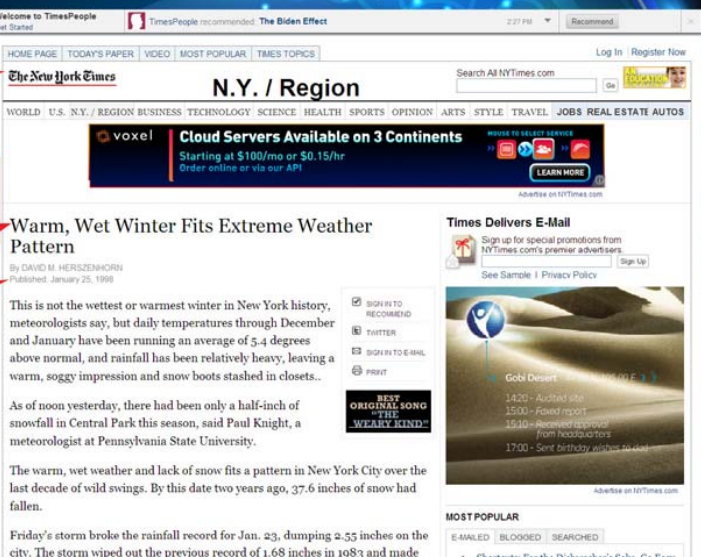 Welcome to TimesPeople
Get Started
TimesPeople recommended: The Biden Effect
2:27 PM
Recommend
HOME PAGE TODAY'S PAPER VIDEO MOST POPULAR TIMES TOPICS
Log In Register Now
The New York Times
N.Y. / Region
Search All NYTimes.com
Go
AN EDUCATION
WORLD U.S. N.Y. / REGION BUSINESS TECHNOLOGY SCIENCE HEALTH SPORTS OPINION ARTS STYLE TRAVEL JOBS REAL ESTATE AUTOS
voxel
Cloud Servers Available on 3 Continents
Starting at $100/mo or $0.15/hr
Order online or via our API
MOUSE TO SELECT SERVICE
LEARN MORE
Advertise on NYTimes.com
Warm, Wet Winter Fits Extreme Weather
Pattern
By DAVID M. HERSZENHORN
Published: January 25, 1998
This is not the wettest or warmest winter in New York history,
meteorologists say, but daily temperatures through December
and January have been running an average of 5.4 degrees
above normal, and rainfall has been relatively heavy, leaving a
warm, soggy impression and snow boots stashed in closets..
As of noon yesterday, there had been only a half-inch of
snowfall in Central Park this season, said Paul Knight, a
meteorologist at Pennsylvania State University.
The warm, wet weather and lack of snow fits a pattern in New York City over the
last decade of wild swings. By this date two years ago, 37.6 inches of snow had
fallen.
Friday's storm broke the rainfall record for Jan. 23, dumping 2.55 inches on the
city. The storm wiped out the previous record of 1.68 inches in 1983 and made
SIGN IN TO
RECOMMEND
TWITTER
SIGN IN TO E-MAIL
PRINT
BEST
ORIGINAL SONG
"THE
WEARY KIND"
Times Delivers E-Mail
Sign up for special promotions from
NYTimes.com's premier advertisers.
Sign Up
See Sample | Privacy Policy
Gobi Desert
14:20 - Audited site
15:00 - Faxed report
15:10 - Received approval
from headquarters
17:00 - Sent birthday wishes to dad
Advertise on NYTimes.com
MOST POPULAR
E-MAILED BLOGGED SEARCHED